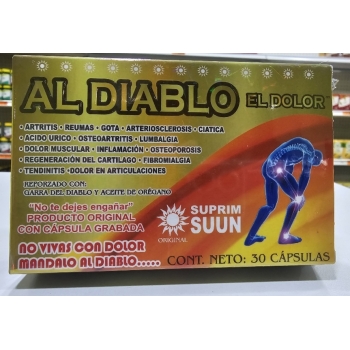 AL DIABLO EL DOLOR
• ARTRITIS • REUMAS • GOTA • ARTERIOSCLEROSIS • CIATICA
• ACIDO URICO • OSTEOARTITIS • LUMBALGIA
• DOLOR MUSCULAR • INFLAMACIÓN • OSTEOPOROSIS
• REGENERACIÓN DEL CARTILAGO • FIBROMIALGIA
• TENDINITIS • DOLOR EN ARTICULACIONES
REFORZADO CON:
GARRA DEL DIABLO Y ACEITE DE ORÉGANO
"No te dejes engañar"
PRODUCTO ORIGINAL
CON CÁPSULA GRABADA
SUPRIM
SUUN
ORIGINAL
NO VIVAS CON DOLOR
MANDALO AL DIABLO.....
CONT. NETO: 30 CÁPSULAS